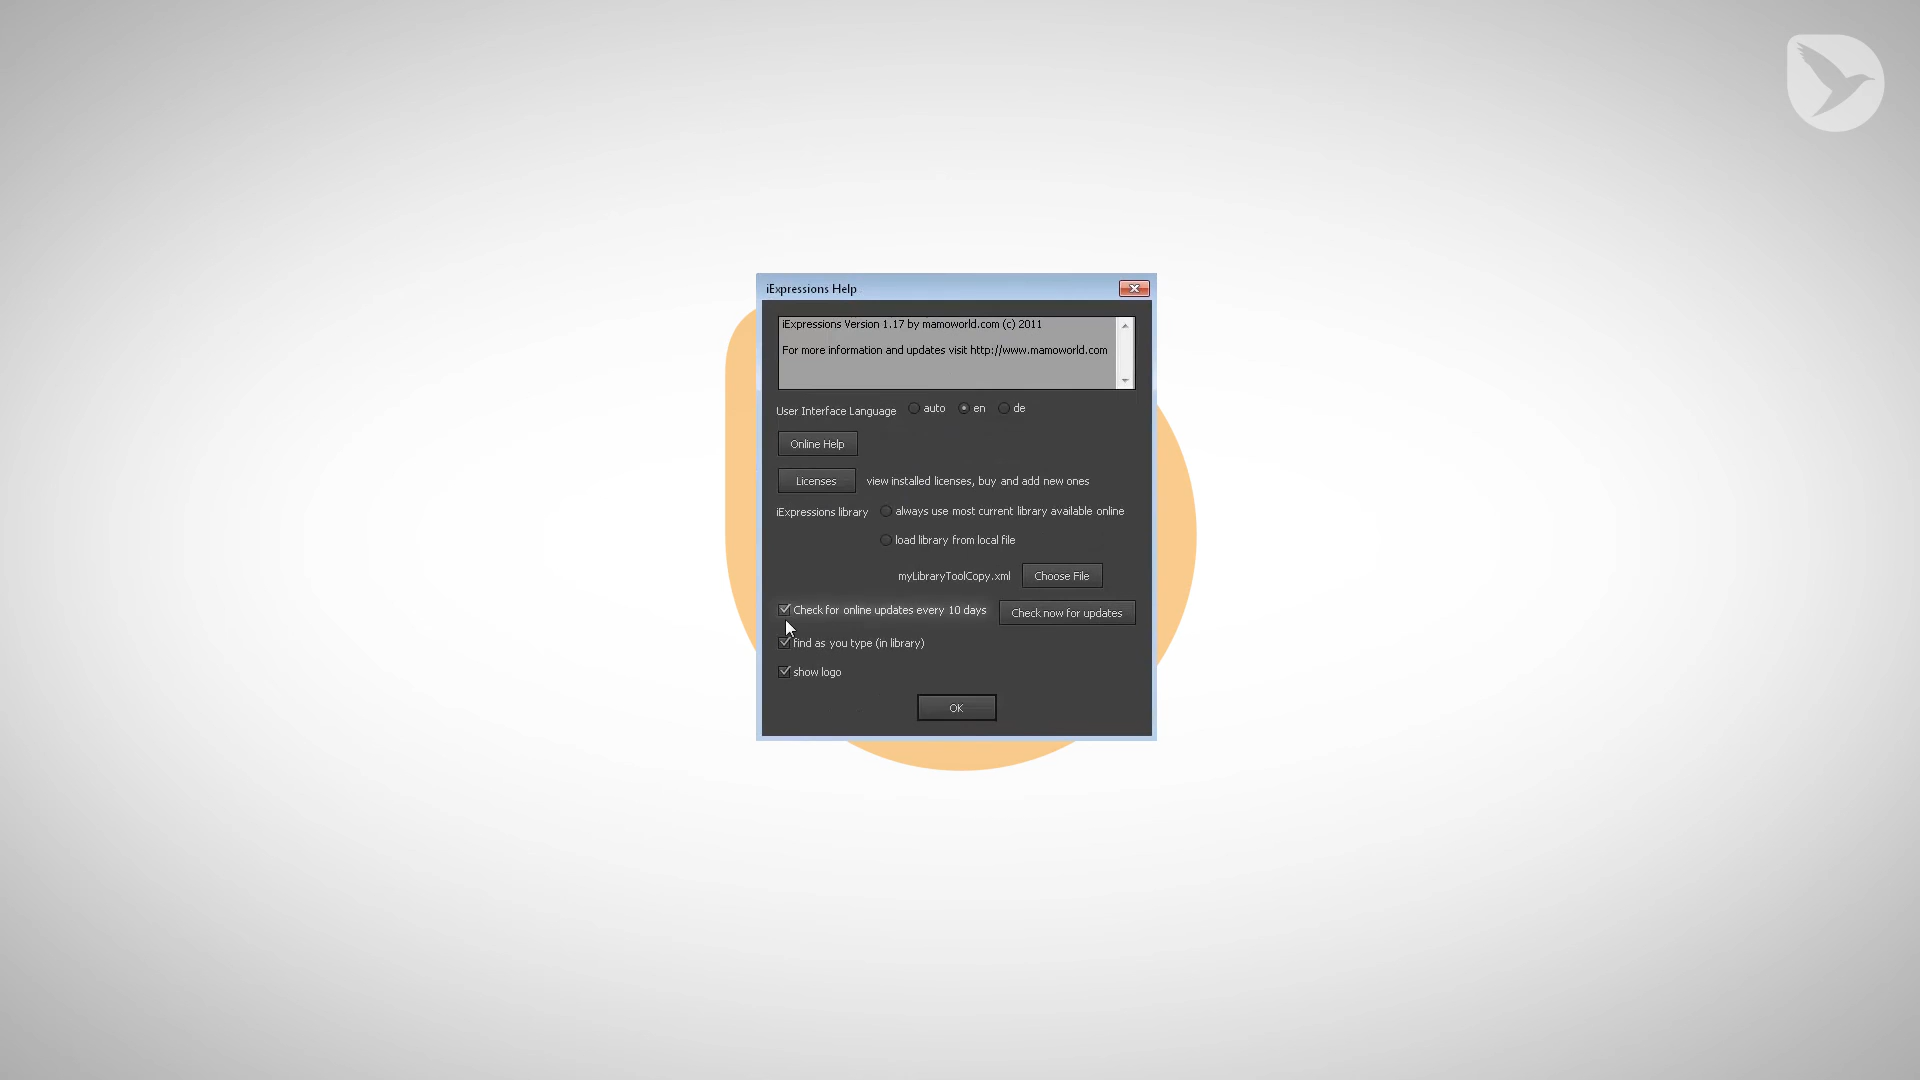 iExpressions Help
iExpressions Version 1.17 by mamoworld.com (c) 2011
For more information and updates visit http://www.mamoworld.com
User Interface Language auto en de
Online Help
Licenses view installed licenses, buy and add new ones
iExpressions library always use most current library available online
load library from local file
myLibraryToolCopy.xml Choose File
Check for online updates every 10 days Check now for updates
find as you type (in library)
show logo
OK